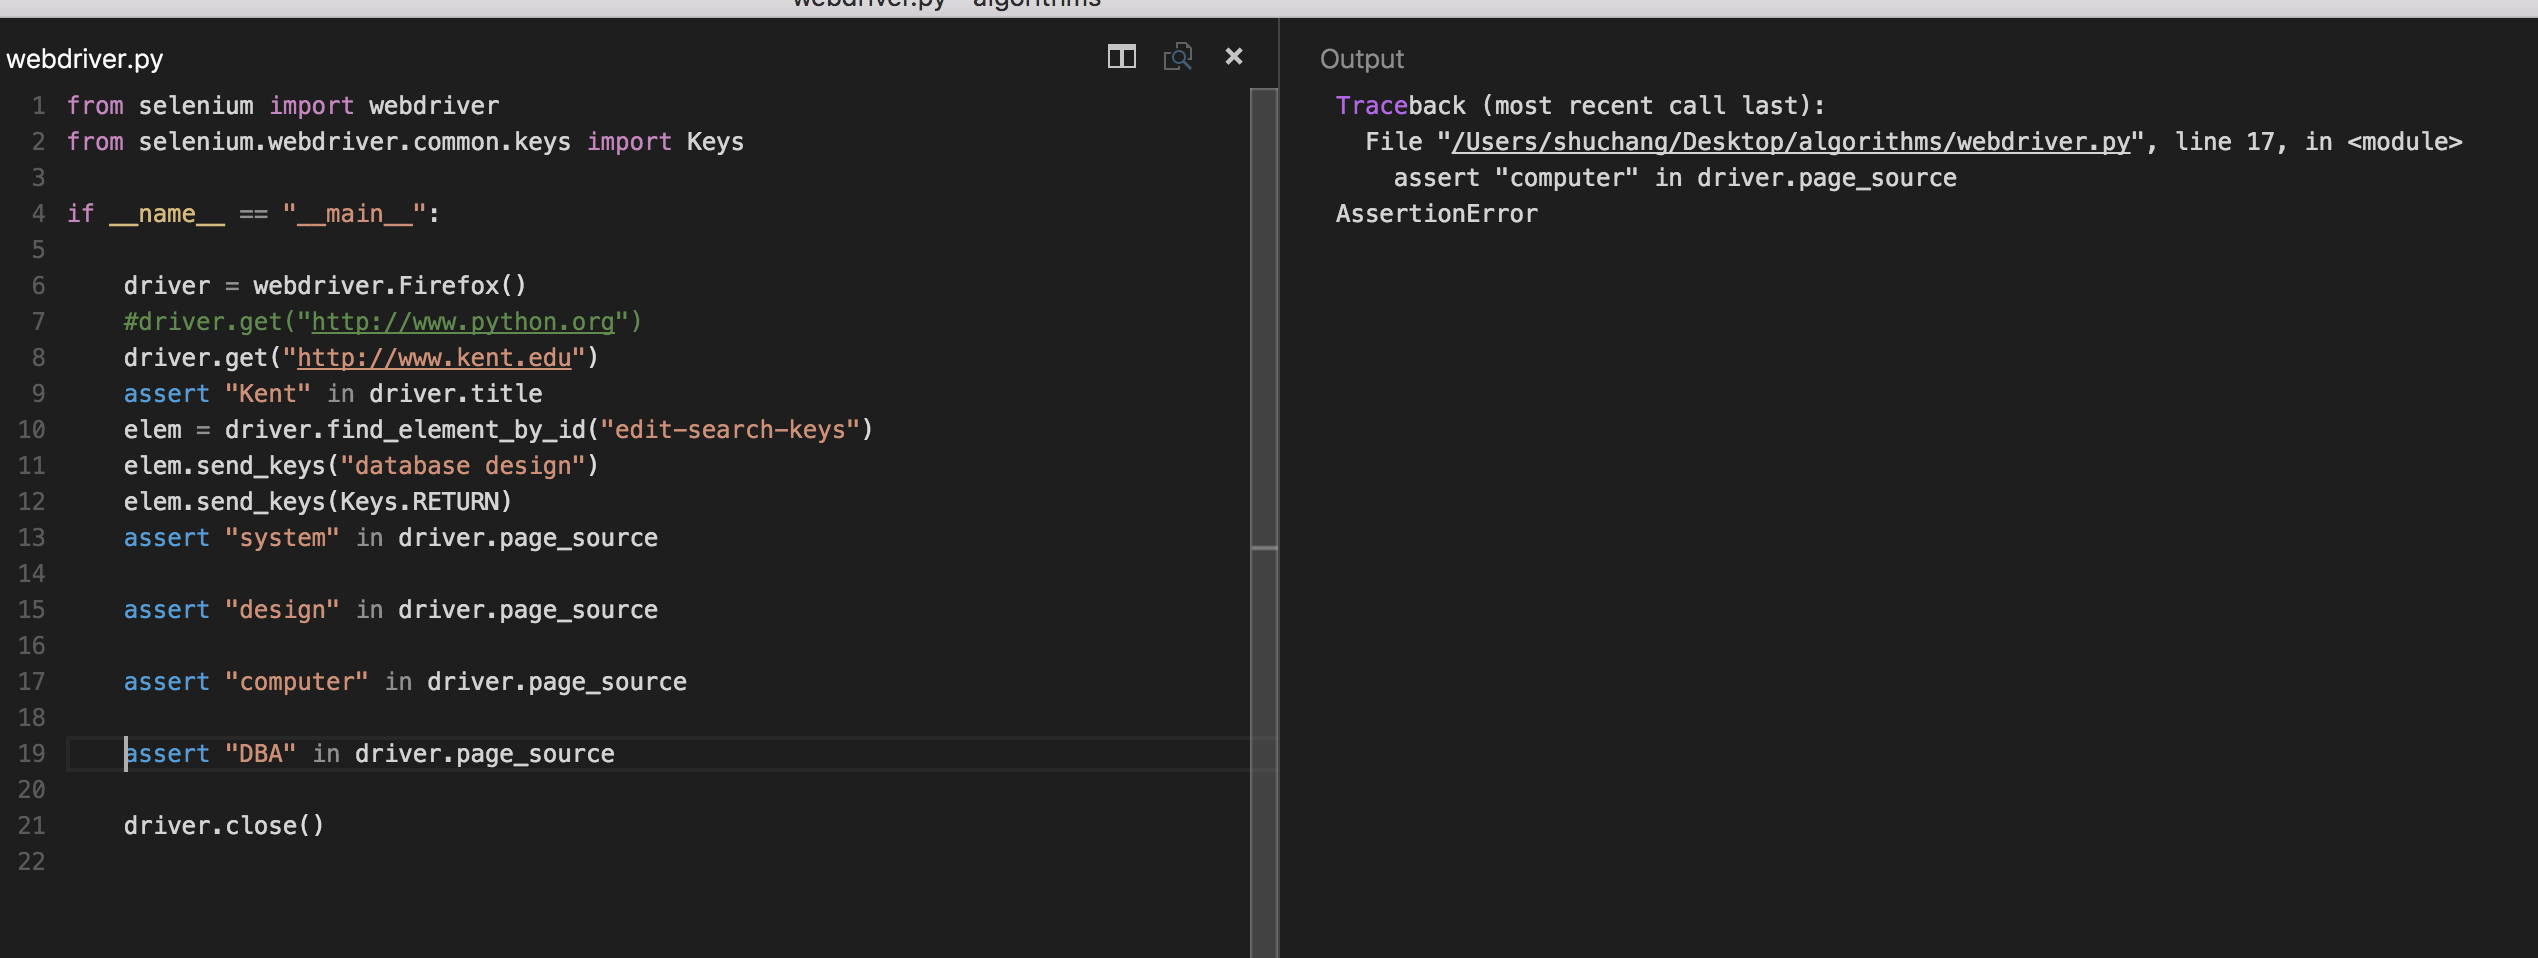 webdriver.py algorithms
webdriver.py
1 from selenium import webdriver
2 from selenium.webdriver.common.keys import Keys
3
4 if __name__ == "__main__":
5
6     driver = webdriver.Firefox()
7     #driver.get("http://www.python.org")
8     driver.get("http://www.kent.edu")
9     assert "Kent" in driver.title
10     elem = driver.find_element_by_id("edit-search-keys")
11     elem.send_keys("database design")
12     elem.send_keys(Keys.RETURN)
13     assert "system" in driver.page_source
14
15     assert "design" in driver.page_source
16
17     assert "computer" in driver.page_source
18
19     assert "DBA" in driver.page_source
20
21     driver.close()
22
Output
Traceback (most recent call last):
  File "/Users/shuchang/Desktop/algorithms/webdriver.py", line 17, in <module>
    assert "computer" in driver.page_source
AssertionError